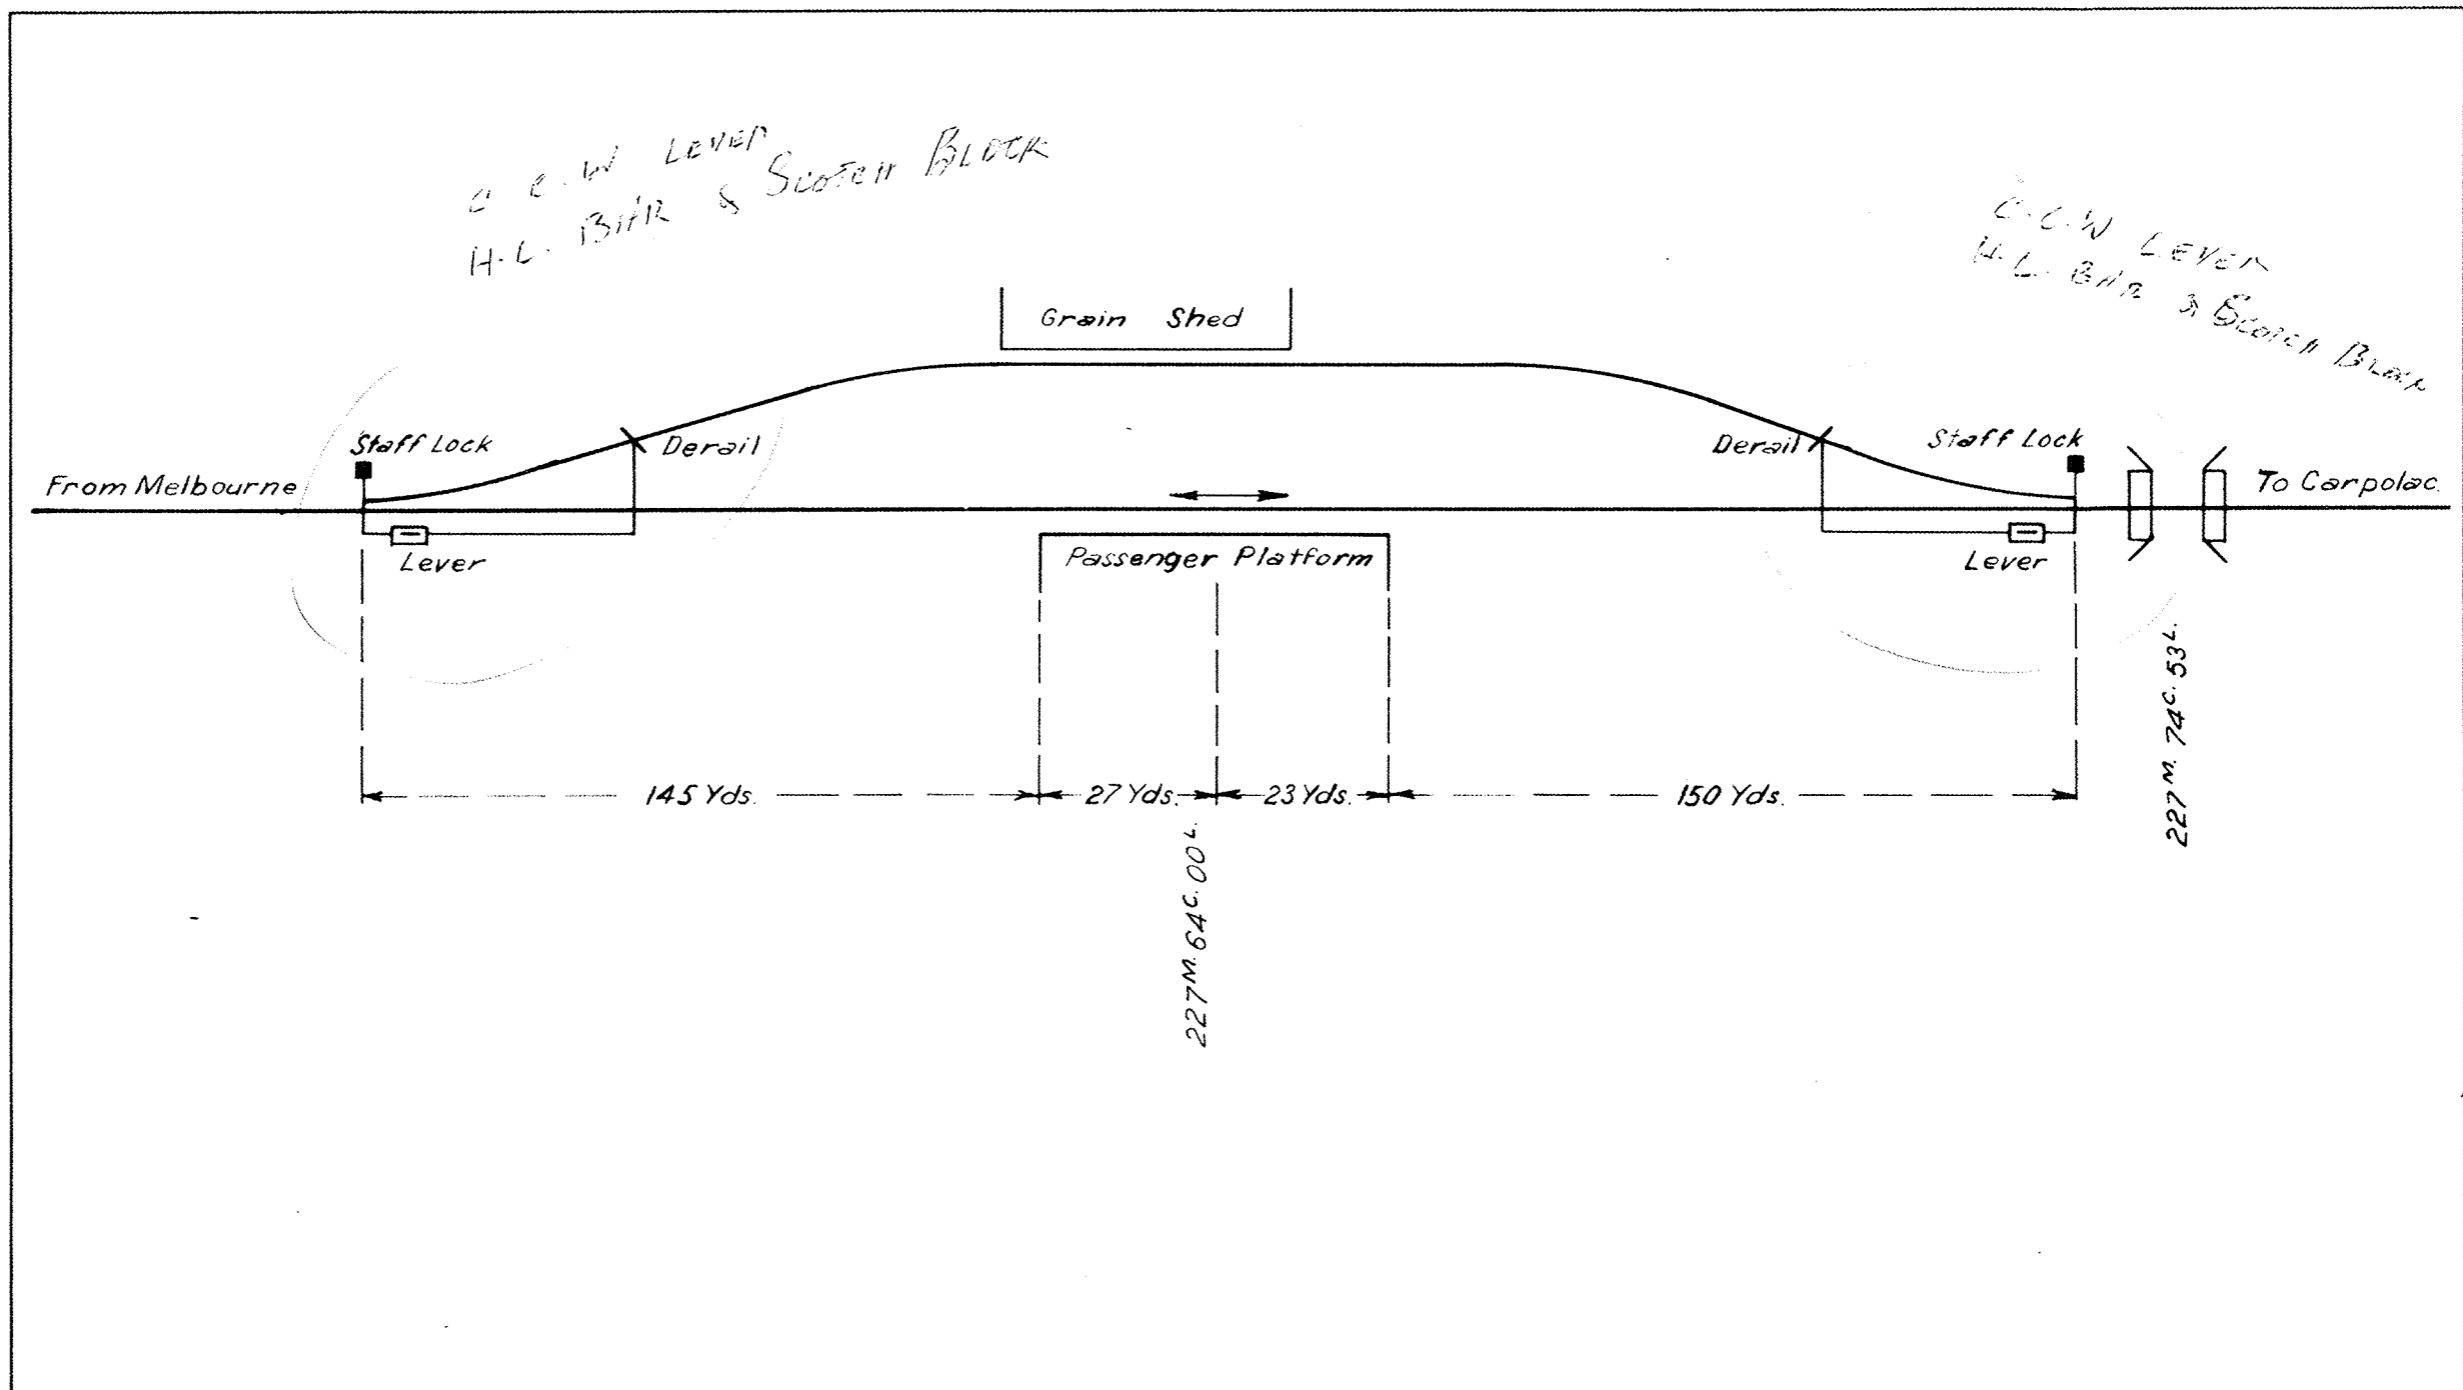 C.C.W LEVER
H.L. BAR & SCOTCH BLOCK
C.C.W LEVER
H.L. BAR & SCOTCH BLOCK
Grain Shed
Staff Lock
Derail
Derail
Staff Lock
From Melbourne
To Carpolac.
Lever
Passenger Platform
Lever
145 Yds.
27 Yds.
23 Yds.
150 Yds.
227M. 74C. 53L.
227M. 64C. 00L.